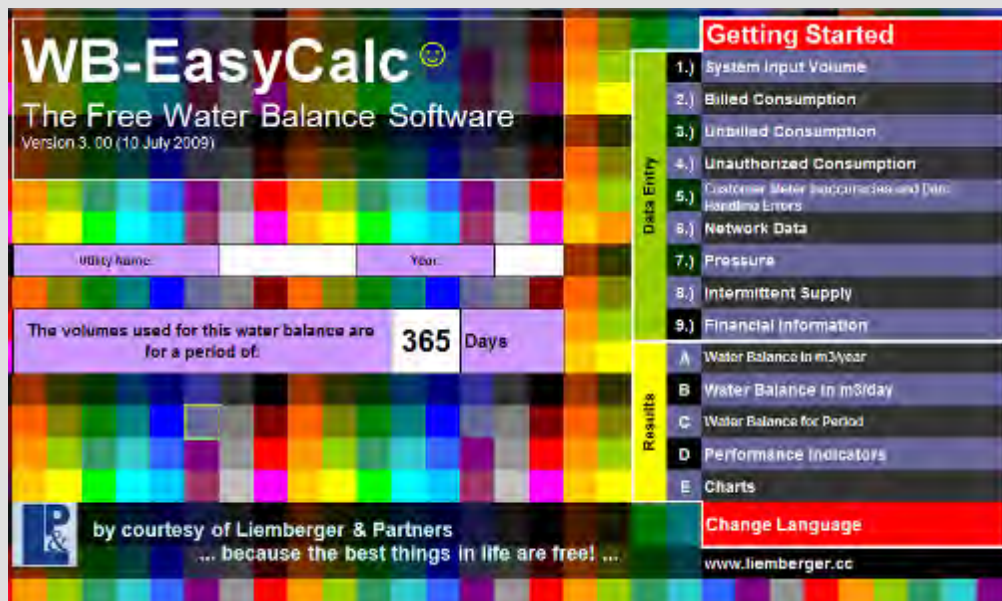 WB-EasyCalc
The Free Water Balance Software
Version 3. 00 (10 July 2009)
Utility Name:
Year:
The volumes used for this water balance are
for a period of:
365 Days
Getting Started
Data Entry
1.) System Input Volume
2.) Billed Consumption
3.) Unbilled Consumption
4.) Unauthorized Consumption
5.) Customer Meter Inaccuracies and Data
Handling Errors
6.) Network Data
7.) Pressure
8.) Intermittent Supply
9.) Financial Information
Results
A Water Balance in m3/year
B Water Balance in m3/day
C Water Balance for Period
D Performance Indicators
E Charts
Change Language
www.liemberger.cc
L&P
by courtesy of Liemberger & Partners
... because the best things in life are free! ...